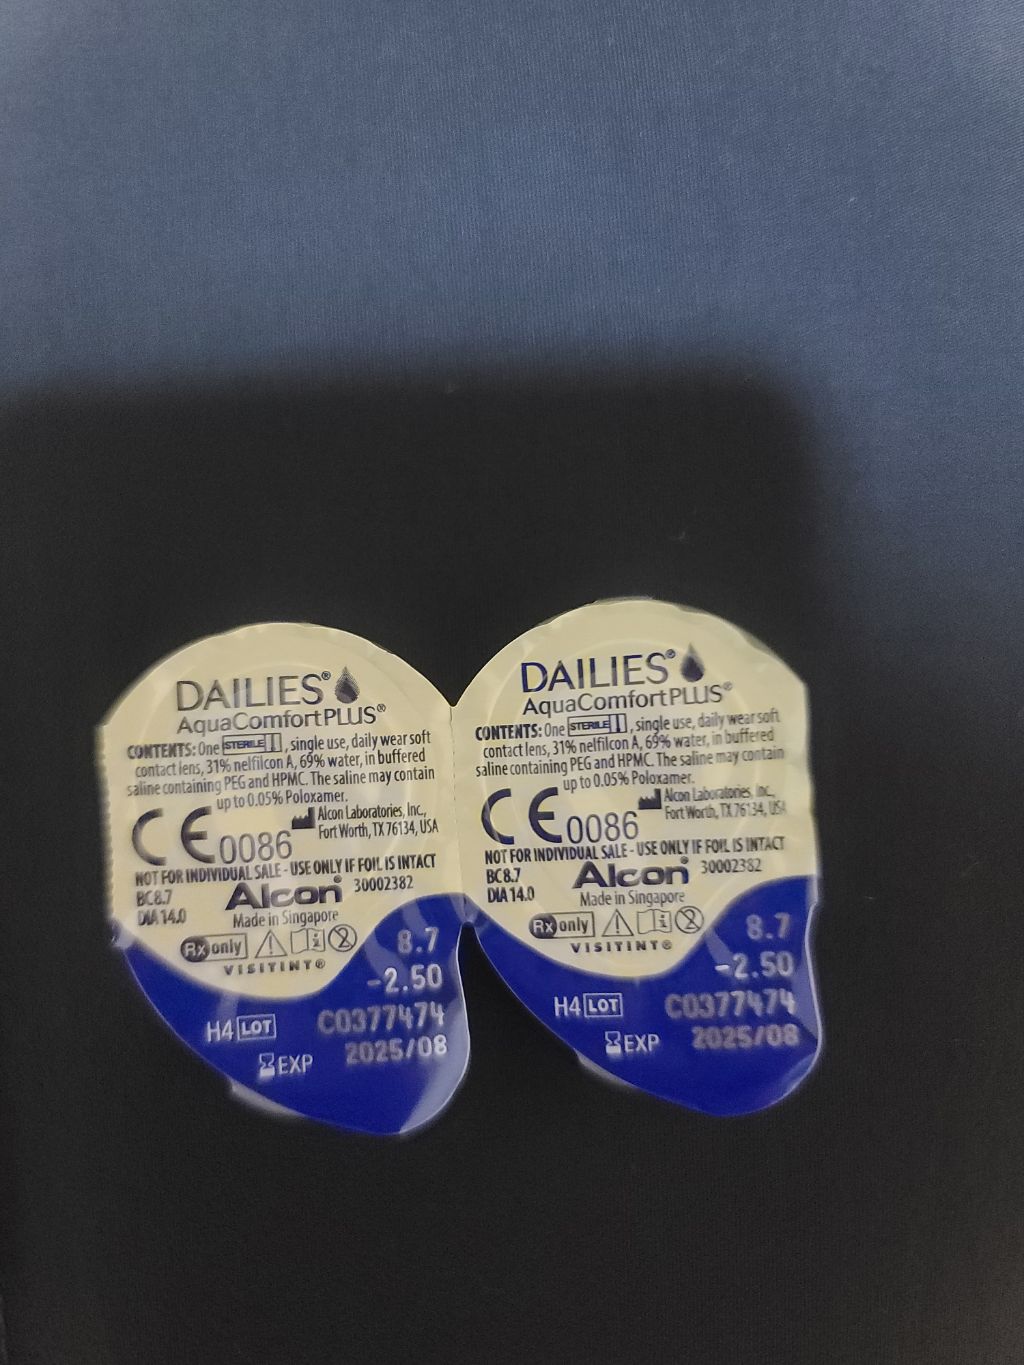 DAILIES®
AquaComfort PLUS®
CONTENTS: One STERILE , single use, daily wear soft
contact lens, 31% nelfilcon A, 69% water, in buffered
saline containing PEG and HPMC. The saline may contain
up to 0.05% Poloxamer.
CE 0086
Alcon Laboratories, Inc.,
Fort Worth, TX 76134, USA
NOT FOR INDIVIDUAL SALE - USE ONLY IF FOIL IS INTACT
BC 8.7
DIA 14.0
Alcon® 30002382
Made in Singapore
Rx only
VISITINT®
8.7
-2.50
H4 LOT C0377474
EXP 2025/08
DAILIES®
AquaComfort PLUS®
CONTENTS: One STERILE , single use, daily wear soft
contact lens, 31% nelfilcon A, 69% water, in buffered
saline containing PEG and HPMC. The saline may contain
up to 0.05% Poloxamer.
CE 0086
Alcon Laboratories, Inc.,
Fort Worth, TX 76134, USA
NOT FOR INDIVIDUAL SALE - USE ONLY IF FOIL IS INTACT
BC 8.7
DIA 14.0
Alcon® 30002382
Made in Singapore
Rx only
VISITINT®
8.7
-2.50
H4 LOT C0377474
EXP 2025/08